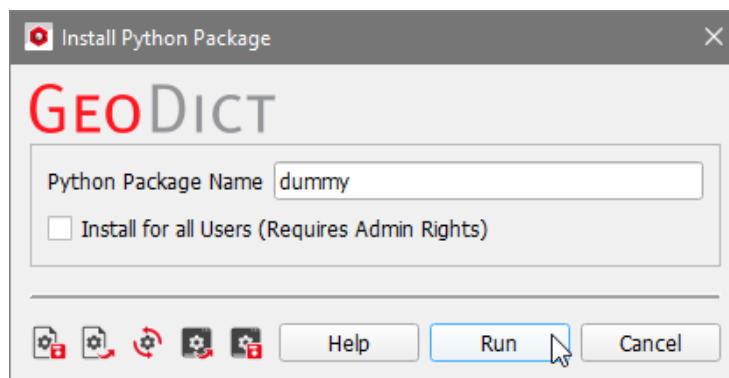 Install Python Package
GEODICT
Python Package Name dummy
Install for all Users (Requires Admin Rights)
Help Run Cancel